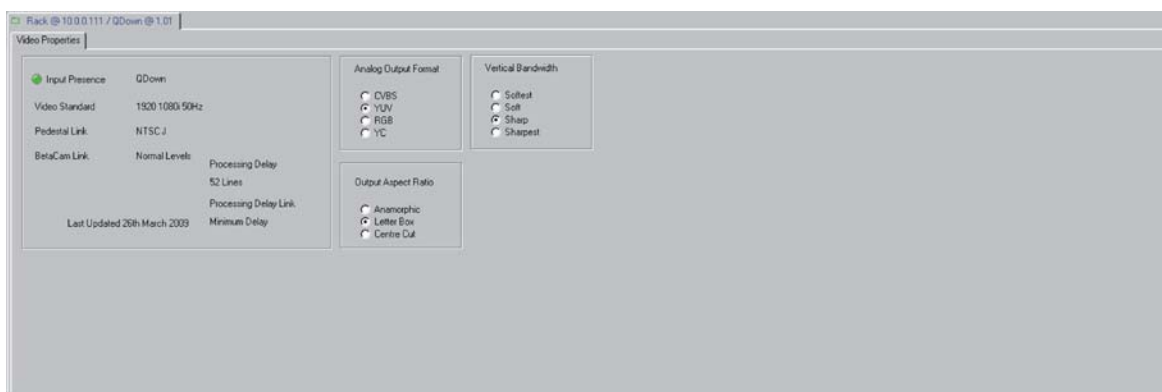 Rack @ 10.0.0.111 / QDown @ 1.01
Video Properties
Input Presence QDown
Video Standard 1920 1080i 50Hz
Pedestal Link NTSC J
BetaCam Link Normal Levels
Processing Delay
52 Lines
Processing Delay Link
Last Updated 26th March 2009 Minimum Delay
Analog Output Format
CVBS
YUV
RGB
YC
Output Aspect Ratio
Anamorphic
Letter Box
Centre Cut
Vertical Bandwidth
Softest
Soft
Sharp
Sharpest